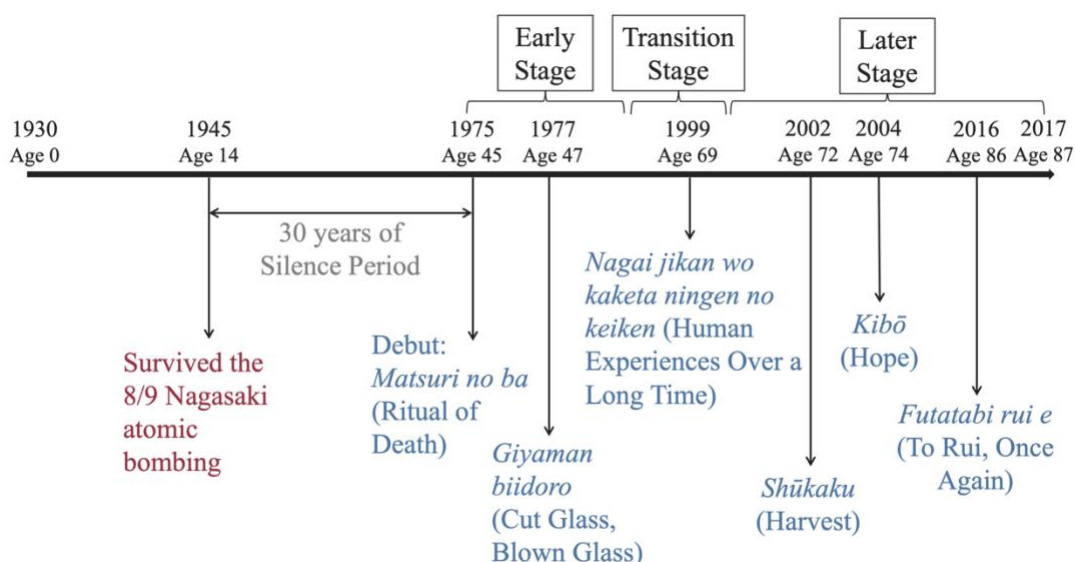 Early
Stage
Transition
Stage
Later
Stage
1930
Age 0
1945
Age 14
1975
Age 45
1977
Age 47
1999
Age 69
2002
Age 72
2004
Age 74
2016
Age 86
2017
Age 87
30 years of
Silence Period
Survived the
8/9 Nagasaki
atomic
bombing
Debut:
Matsuri no ba
(Ritual of
Death)
Giyaman
biidoro
(Cut Glass,
Blown Glass)
Nagai jikan wo
kaketa ningen no
keiken (Human
Experiences Over a
Long Time)
Shūkaku
(Harvest)
Kibō
(Hope)
Futatabi rui e
(To Rui, Once
Again)